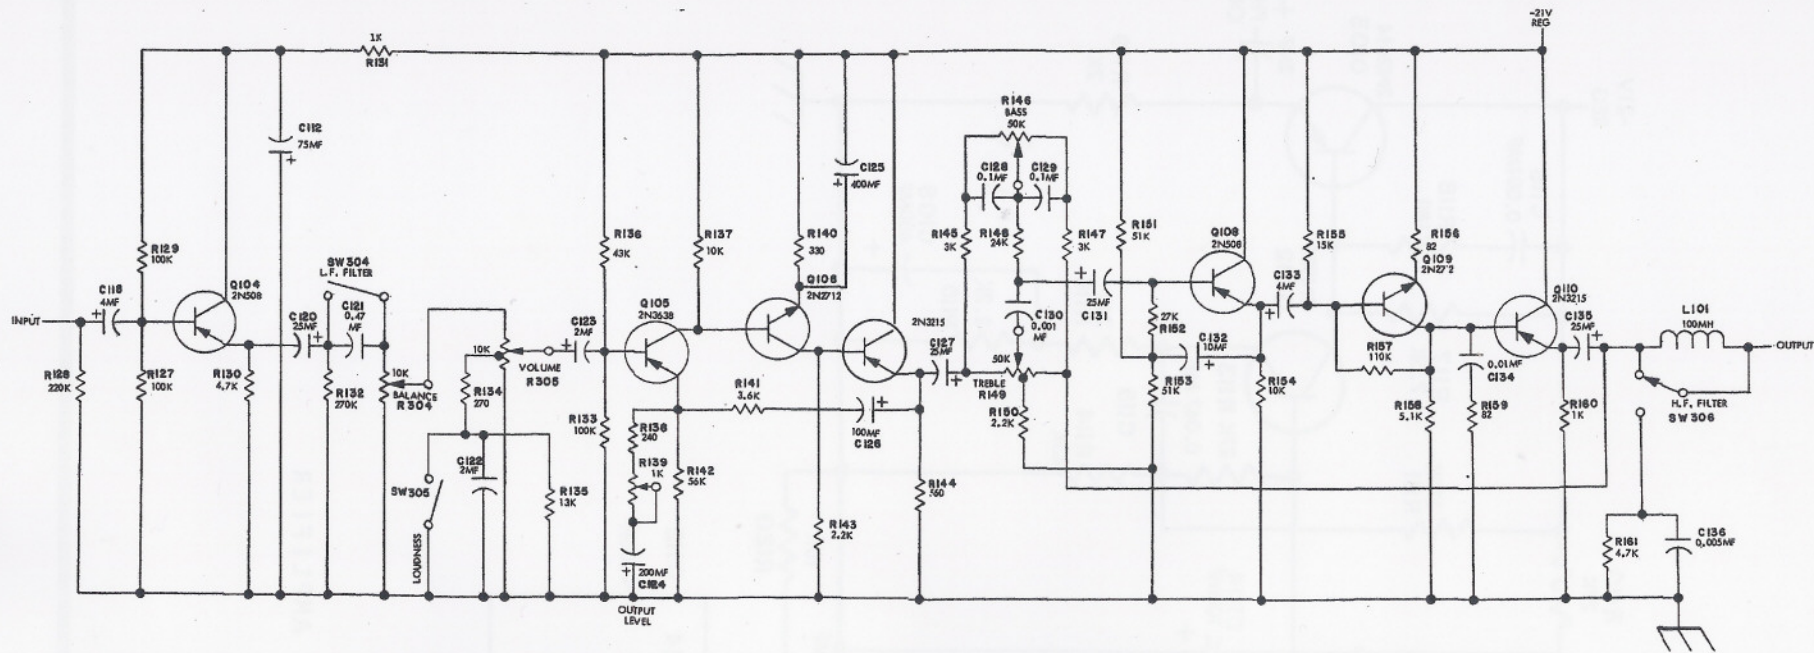 -21V
REG
1K
R131
C112
75MF
R129
100K
C118
4MF
INPUT
R128
220K
R127
100K
Q104
2N508
R130
4.7K
SW304
L.F. FILTER
C120
25MF
C121
0.47
MF
R132
270K
10K
BALANCE
R304
10K
VOLUME
R305
R134
270
C122
2MF
SW305
LOUDNESS
R135
13K
C123
2MF
R136
43K
R133
100K
Q105
2N3638
R137
10K
R138
240
R139
1K
R142
56K
200MF
C124
OUTPUT
LEVEL
R141
3.6K
100MF
C126
R140
330
Q106
2N2712
C125
400MF
R143
2.2K
2N3215
C127
25MF
R144
560
R146
BASS
50K
C128
0.1MF
C129
0.1MF
R145
3K
R148
24K
R147
3K
C130
0.001
MF
50K
TREBLE
R149
R150
2.2K
25MF
C131
R151
51K
27K
R152
C132
10MF
R153
51K
Q108
2N508
R154
10K
C133
4MF
R155
15K
R156
82
Q109
2N2712
R157
110K
R158
5.1K
0.01MF
C134
R159
82
Q110
2N3215
C135
25MF
R160
1K
L101
100MH
OUTPUT
H.F. FILTER
SW306
R161
4.7K
C136
0.005MF